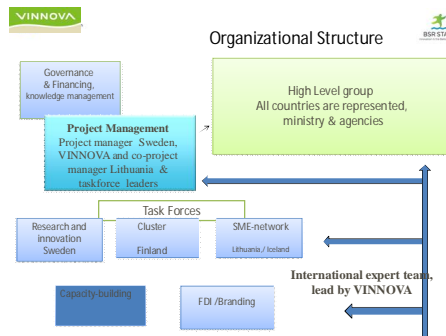 VINNOVA
BSR STA
Organizational Structure
Governance
& Financing,
knowledge management
High Level group
All countries are represented,
ministry & agencies
Project Management
Project manager Sweden,
VINNOVA and co-project
manager Lithuania &
taskforce leaders
Task Forces
Research and
innovation
Sweden
Cluster
Finland
SME-network
Lithuania./ Iceland
International expert team,
lead by VINNOVA
Capacity-building
FDI /Branding